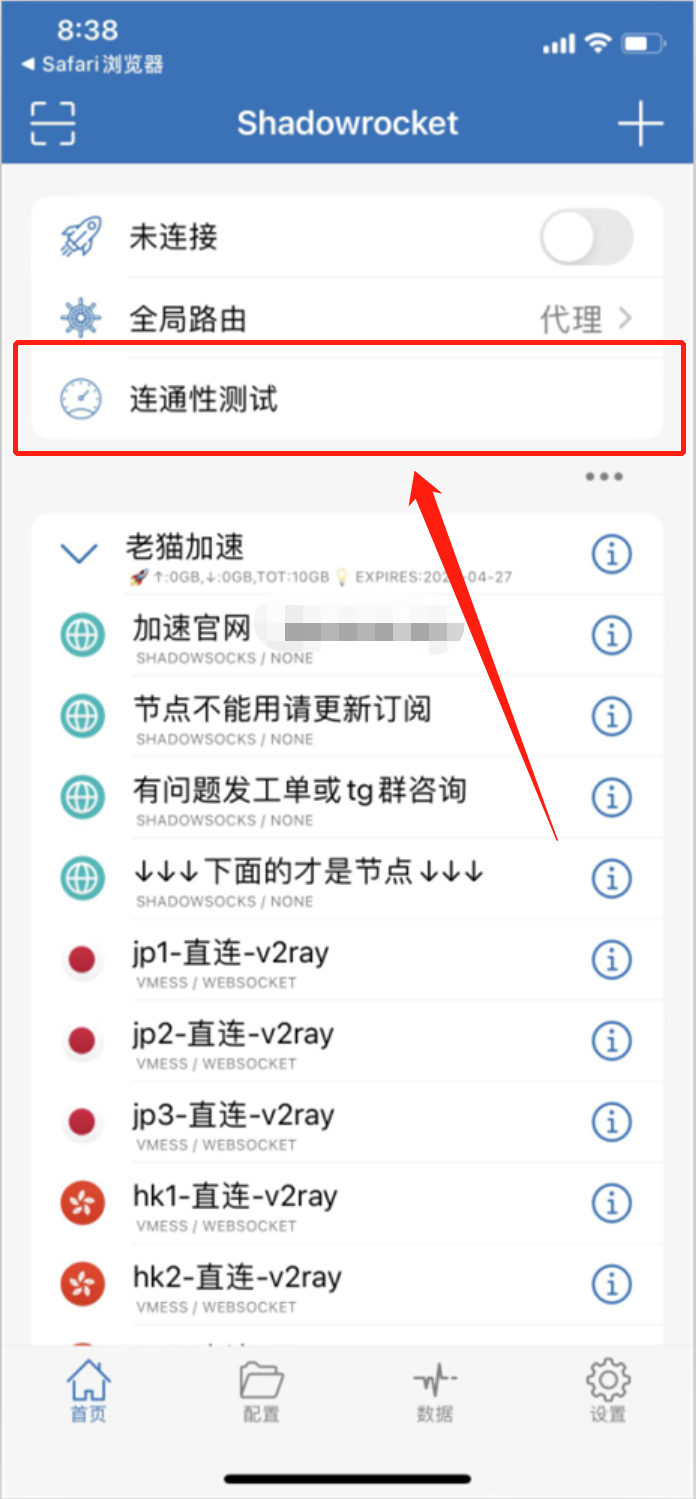 8:38
Safari浏览器
Shadowrocket
未连接
全局路由
代理
连通性测试
老猫加速
↑:0GB,↓:0GB,TOT:10GB
EXPIRES:202
-04-27
加速官网
SHADOWSOCKS / NONE
节点不能用请更新订阅
SHADOWSOCKS / NONE
有问题发工单或tg群咨询
SHADOWSOCKS / NONE
↓↓↓下面的才是节点↓↓↓
SHADOWSOCKS / NONE
jp1-直连-v2ray
VMESS / WEBSOCKET
jp2-直连-v2ray
VMESS / WEBSOCKET
jp3-直连-v2ray
VMESS / WEBSOCKET
hk1-直连-v2ray
VMESS / WEBSOCKET
hk2-直连-v2ray
VMESS / WEBSOCKET
首页
配置
数据
设置